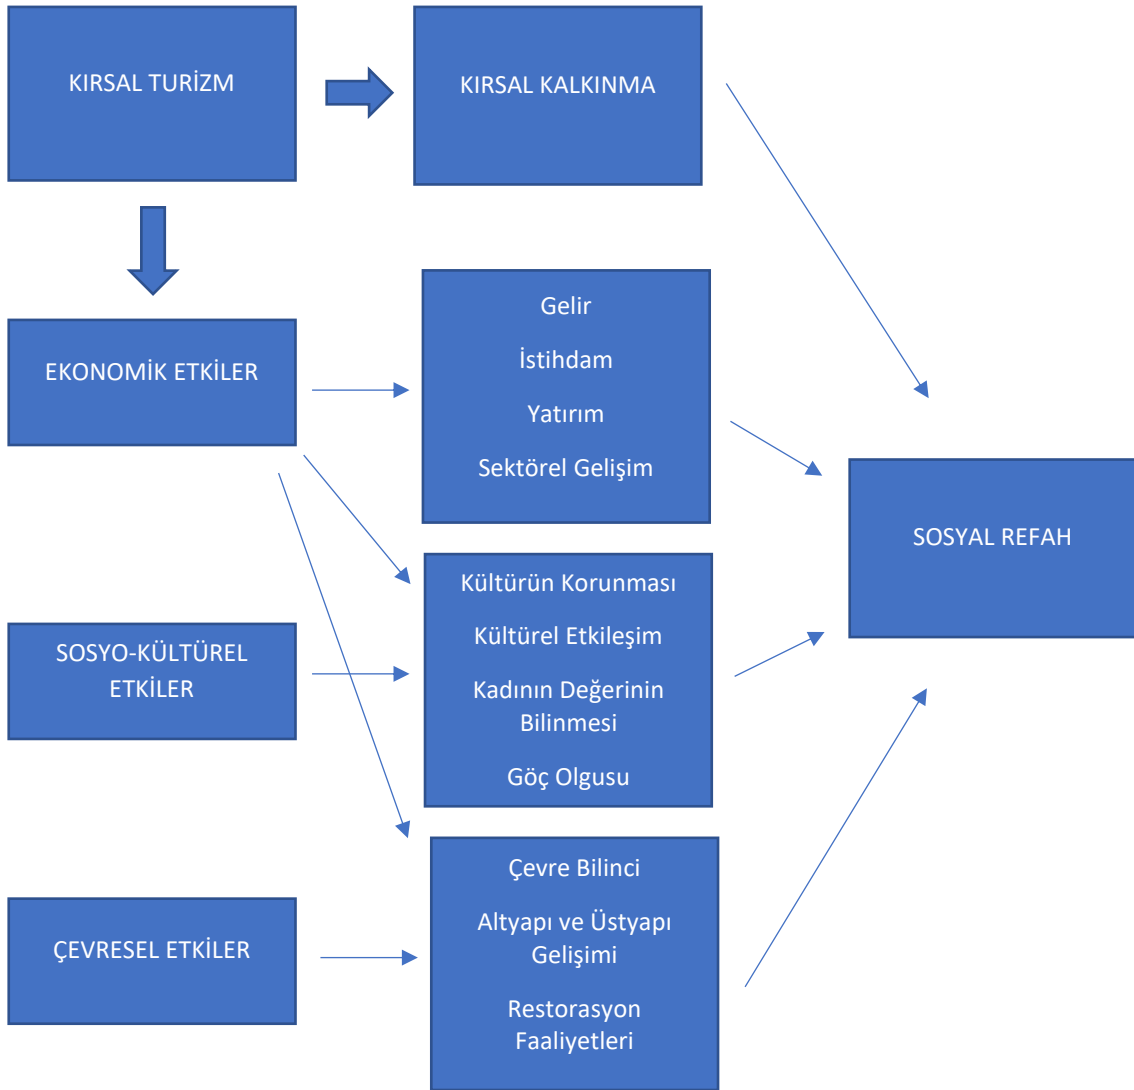 KIRSAL TURİZM
KIRSAL KALKINMA
EKONOMİK ETKİLER
Gelir
İstihdam
Yatırım
Sektörel Gelişim
SOSYAL REFAH
SOSYO-KÜLTÜREL
ETKİLER
Kültürün Korunması
Kültürel Etkileşim
Kadının Değerinin
Bilinmesi
Göç Olgusu
ÇEVRESEL ETKİLER
Çevre Bilinci
Altyapı ve Üstyapı
Gelişimi
Restorasyon
Faaliyetleri